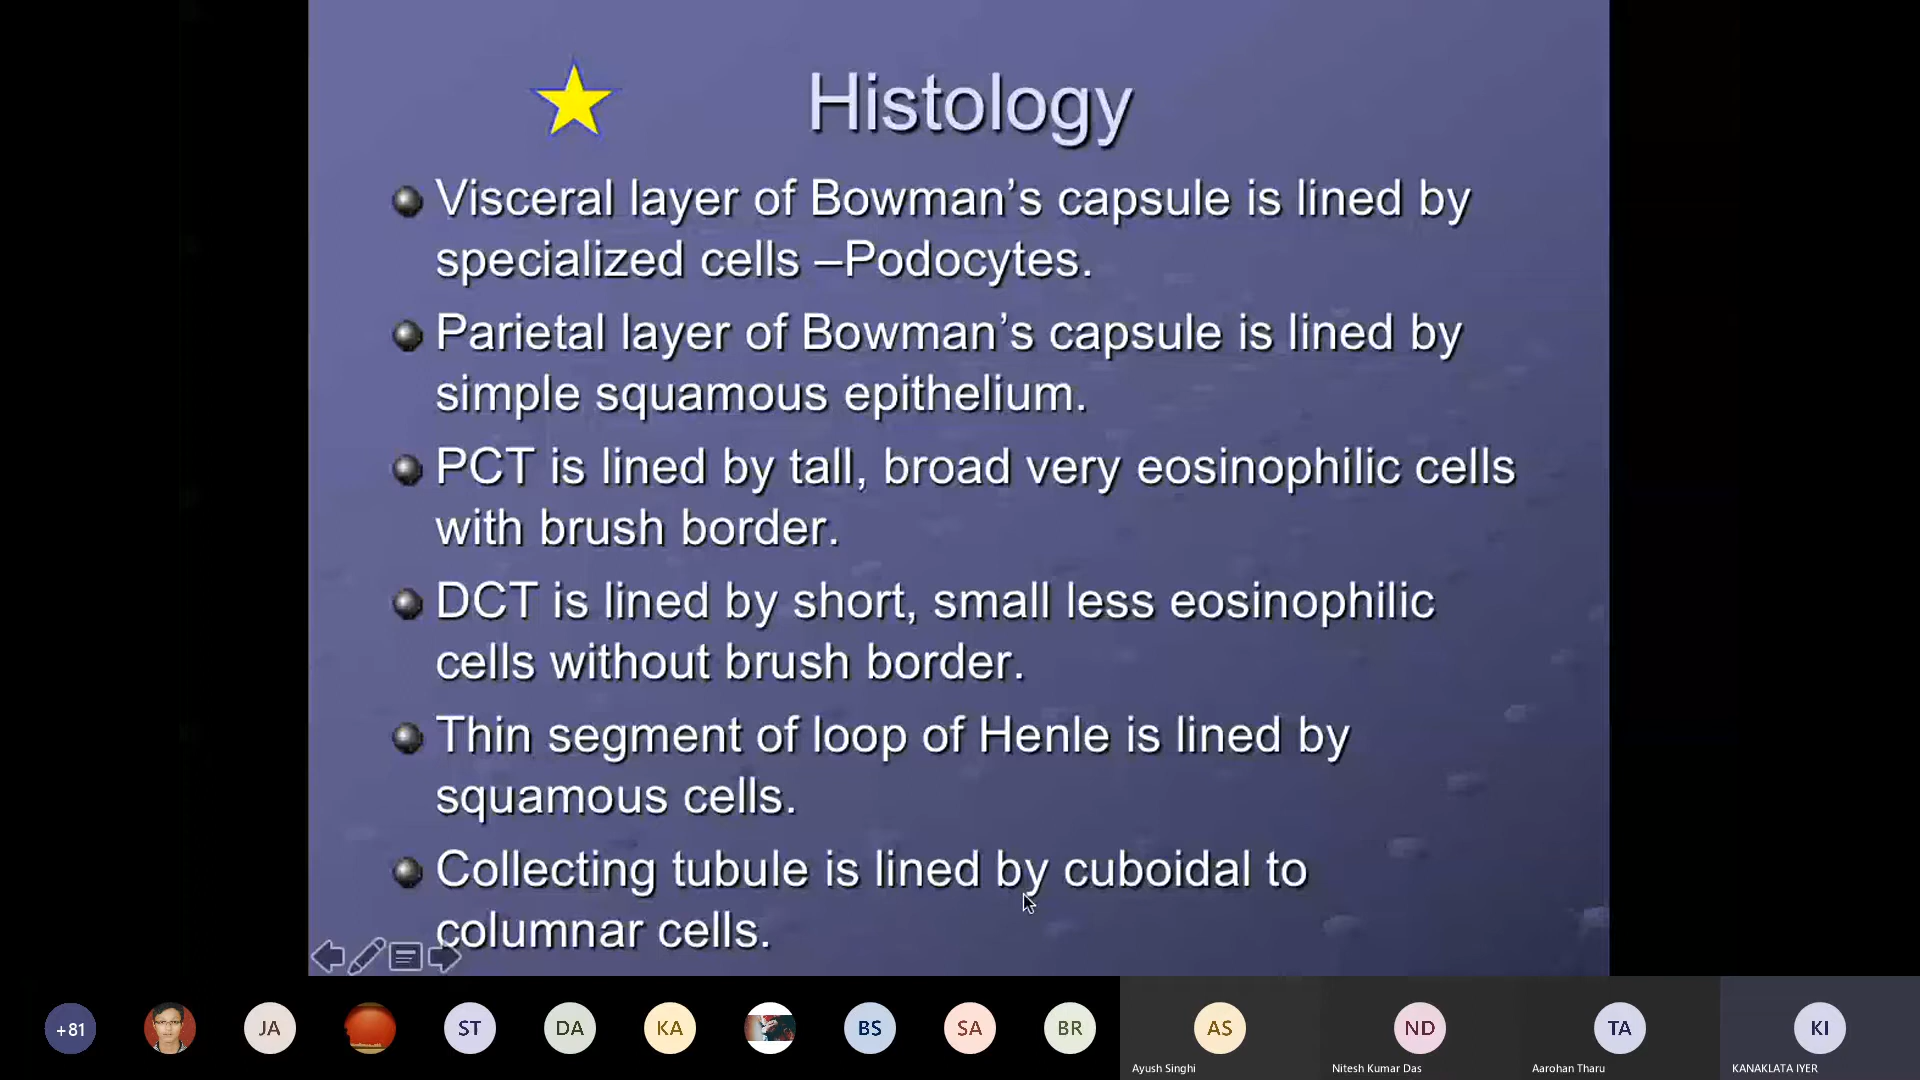 Histology
Visceral layer of Bowman’s capsule is lined by
specialized cells –Podocytes.
Parietal layer of Bowman’s capsule is lined by
simple squamous epithelium.
PCT is lined by tall, broad very eosinophilic cells
with brush border.
DCT is lined by short, small less eosinophilic
cells without brush border.
Thin segment of loop of Henle is lined by
squamous cells.
Collecting tubule is lined by cuboidal to
columnar cells.
+81
JA
ST
DA
KA
BS
SA
BR
AS
ND
TA
KI
Ayush Singhi
Nitesh Kumar Das
Aarohan Tharu
KANAKLATA IYER